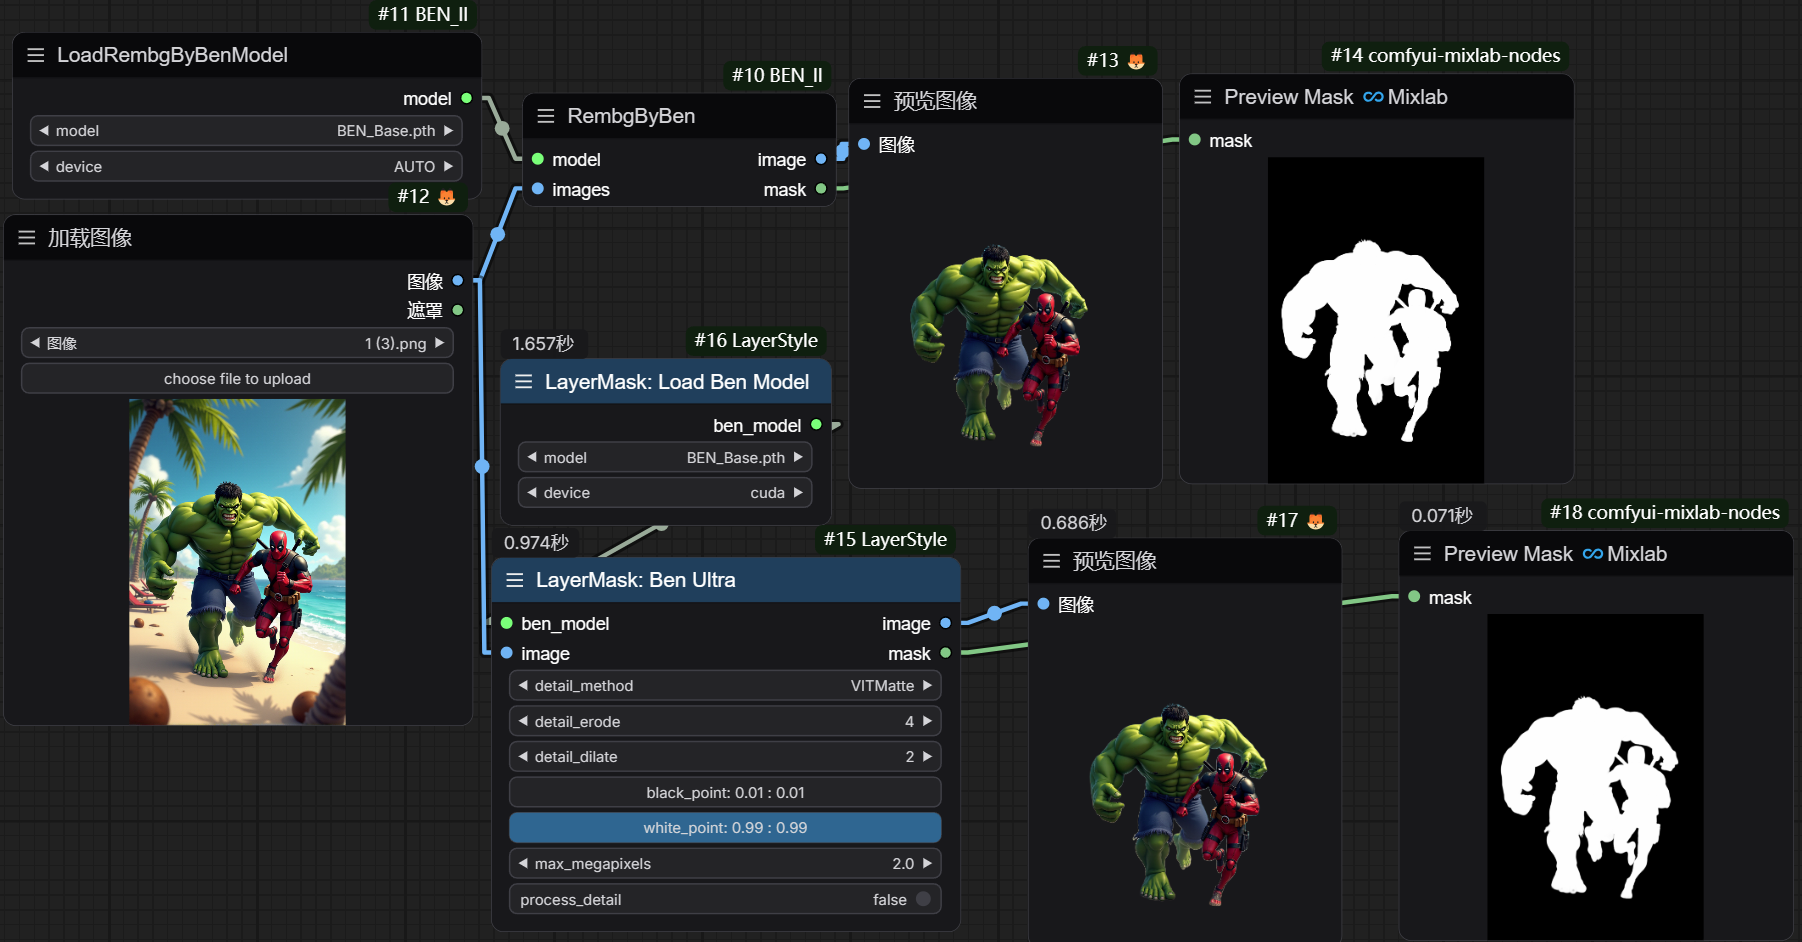 #11 BEN_II
LoadRembgByBenModel
model
model BEN_Base.pth
device AUTO
#12
加载图像
图像
遮罩
图像 1 (3).png
choose file to upload
#10 BEN_II
RembgByBen
model image
images mask
#13
预览图像
图像
#14 comfyui-mixlab-nodes
Preview Mask Mixlab
mask
1.657秒
#16 LayerStyle
LayerMask: Load Ben Model
ben_model
model BEN_Base.pth
device cuda
0.974秒
#15 LayerStyle
LayerMask: Ben Ultra
ben_model image
image mask
detail_method VITMatte
detail_erode 4
detail_dilate 2
black_point: 0.01 : 0.01
white_point: 0.99 : 0.99
max_megapixels 2.0
process_detail false
0.686秒
#17
预览图像
图像
0.071秒
#18 comfyui-mixlab-nodes
Preview Mask Mixlab
mask